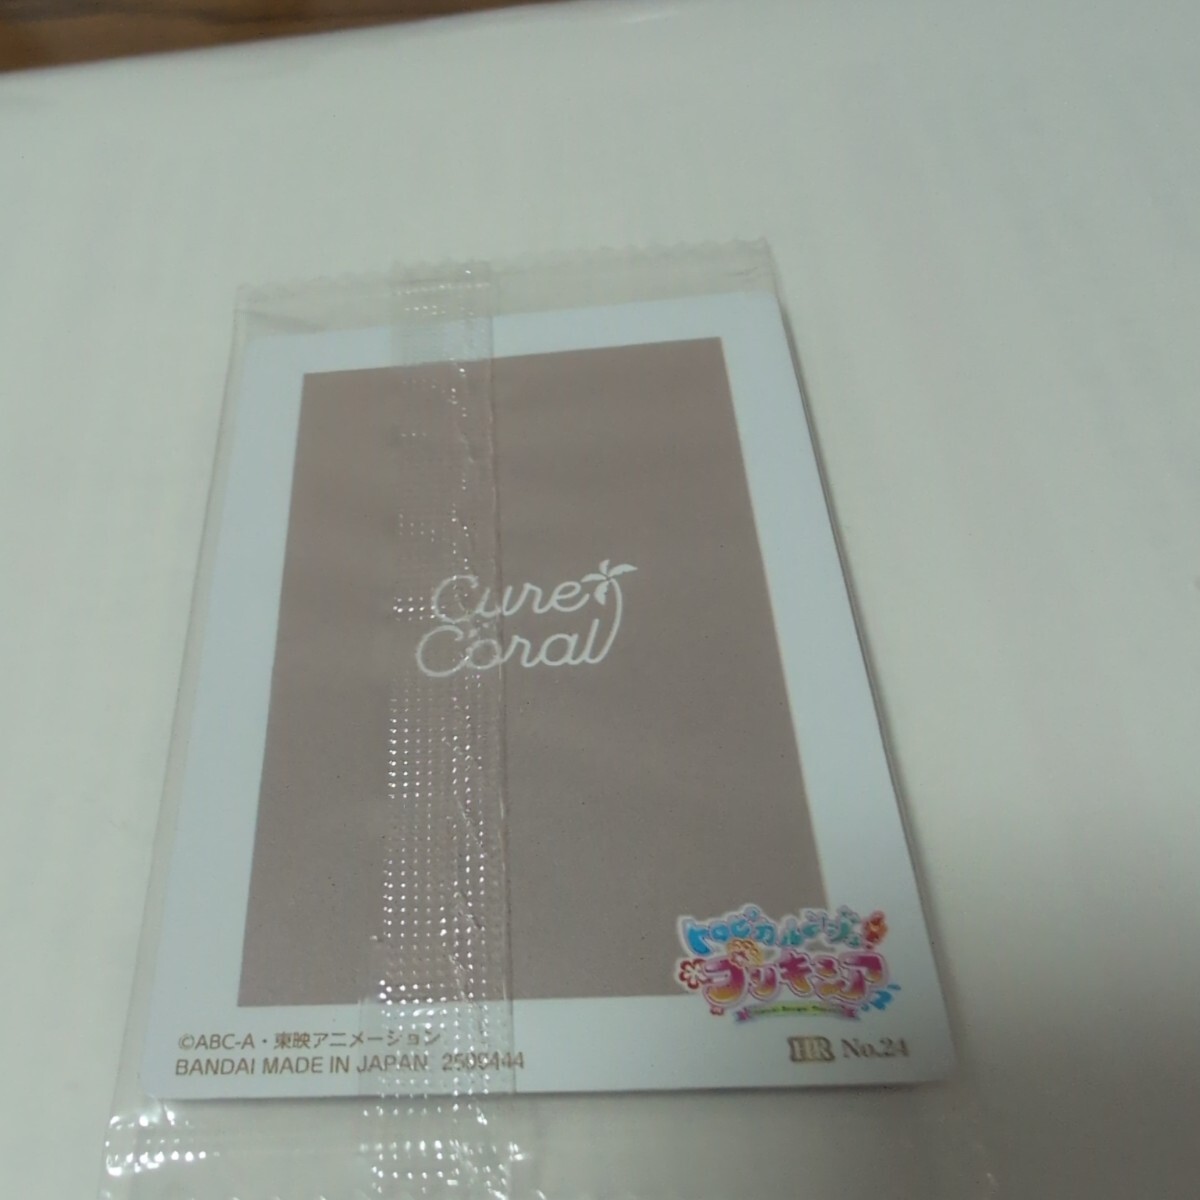 Cure
Coral
トロピカル～ジュ!
プリキュア
©ABC-A・東映アニメーション
BANDAI MADE IN JAPAN 2599444
HR No.24